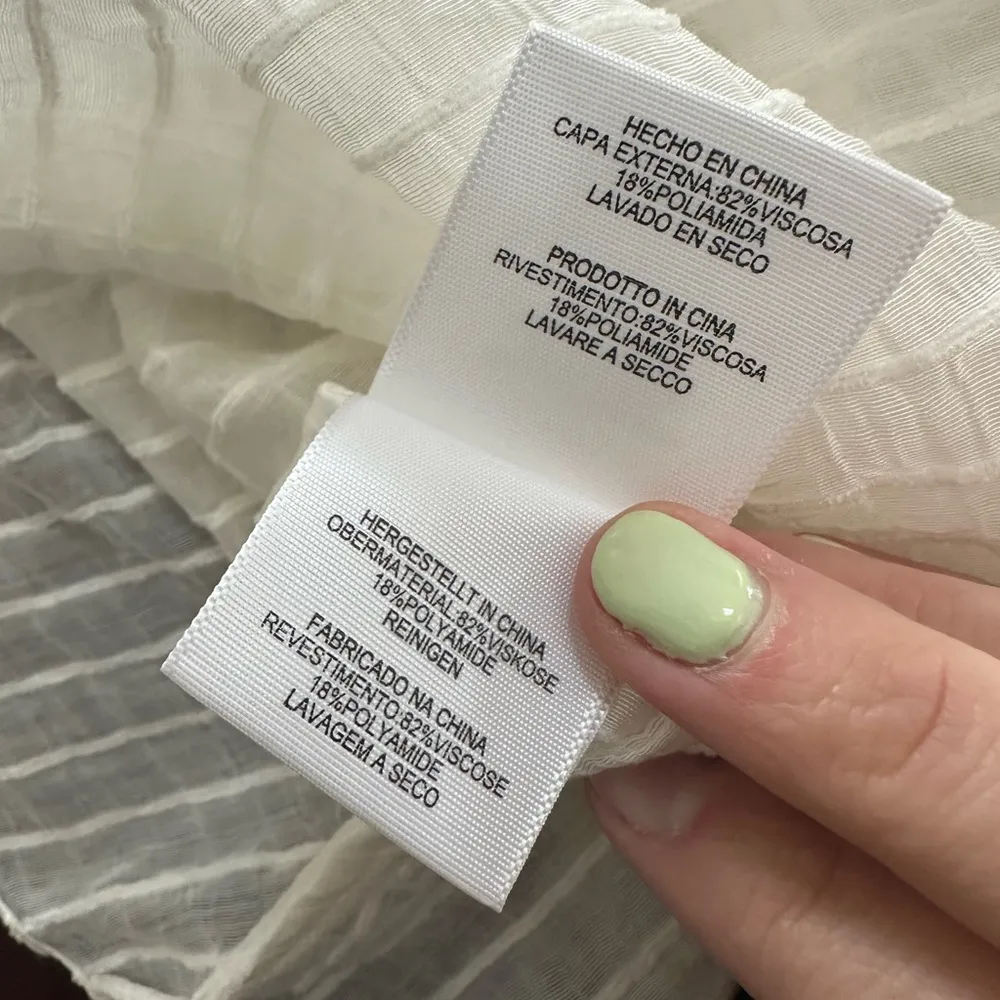 HECHO EN CHINA
CAPA EXTERNA:82%VISCOSA
18%POLIAMIDA
LAVADO EN SECO
PRODOTTO IN CINA
RIVESTIMENTO:82%VISCOSA
18%POLIAMIDE
LAVARE A SECCO
HERGESTELLT IN CHINA
OBERMATERIAL:82%VISKOSE
18%POLYAMIDE
REINIGEN
FABRICADO NA CHINA
REVESTIMENTO:82%VISCOSE
18%POLYAMIDE
LAVAGEM A SECO